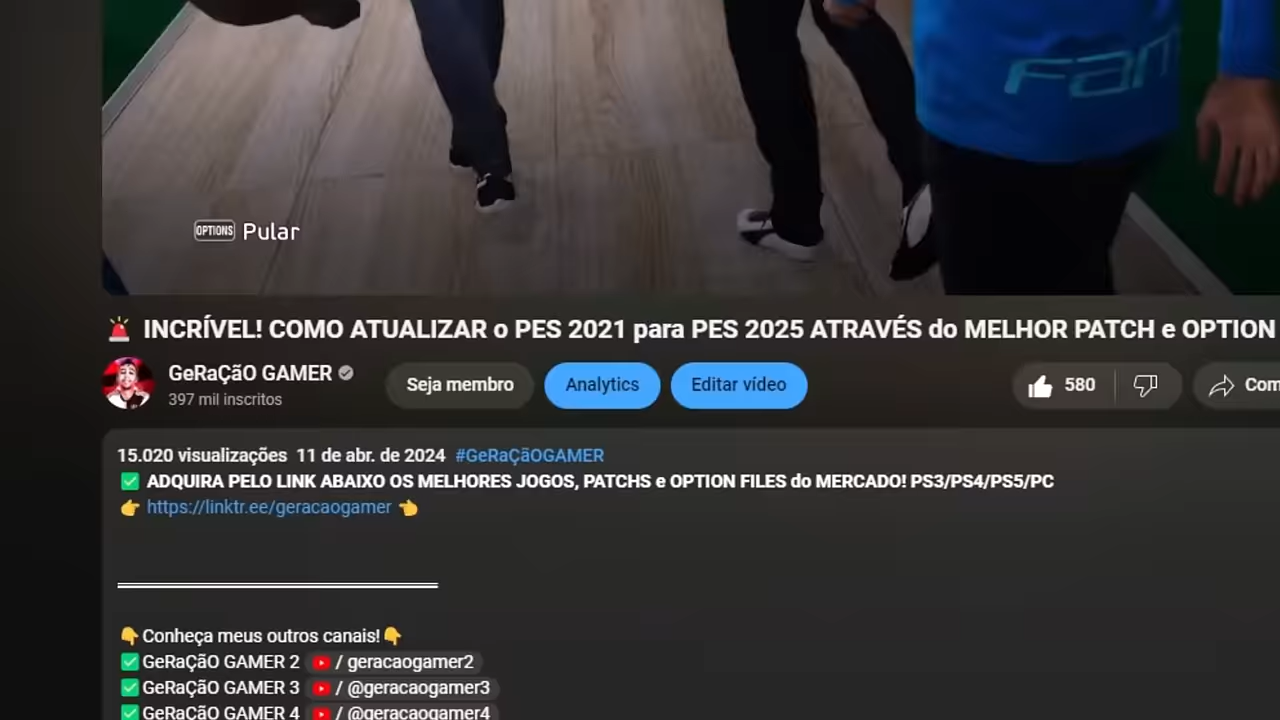 Fam
OPTIONS Pular
INCRÍVEL! COMO ATUALIZAR o PES 2021 para PES 2025 ATRAVÉS do MELHOR PATCH e OPTION
GeRaÇãO GAMER
397 mil inscritos
Seja membro
Analytics
Editar vídeo
580
Com
15.020 visualizações 11 de abr. de 2024 #GeRaÇãOGAMER
✅ ADQUIRA PELO LINK ABAIXO OS MELHORES JOGOS, PATCHS e OPTION FILES do MERCADO! PS3/PS4/PS5/PC
👉 https://linktr.ee/geracaogamer 👈
👇Conheça meus outros canais!👇
✅GeRaÇãO GAMER 2 / geracaogamer2
✅GeRaÇãO GAMER 3 / @geracaogamer3
✅GeRaÇãO GAMER 4 / @geracaogamer4